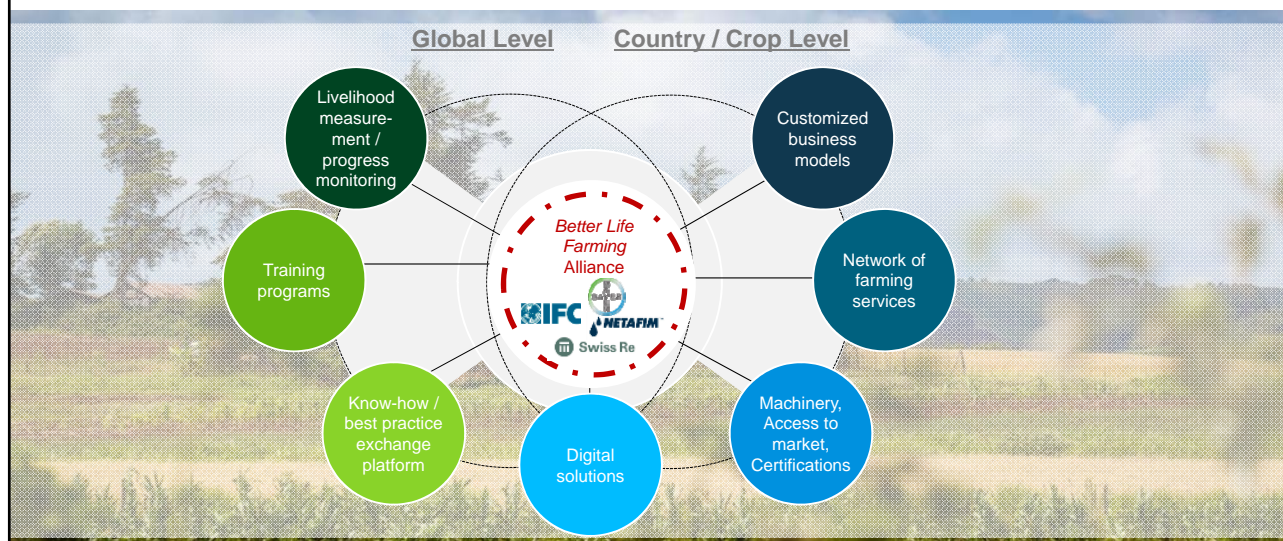 Global Level
Country / Crop Level
Livelihood
measure-
ment /
progress
monitoring
Customized
business
models
Better Life
Farming
Alliance
BAYER
IFC
NETAFIM™
Swiss Re
Training
programs
Network of
farming
services
Know-how /
best practice
exchange
platform
Digital
solutions
Machinery,
Access to
market,
Certifications